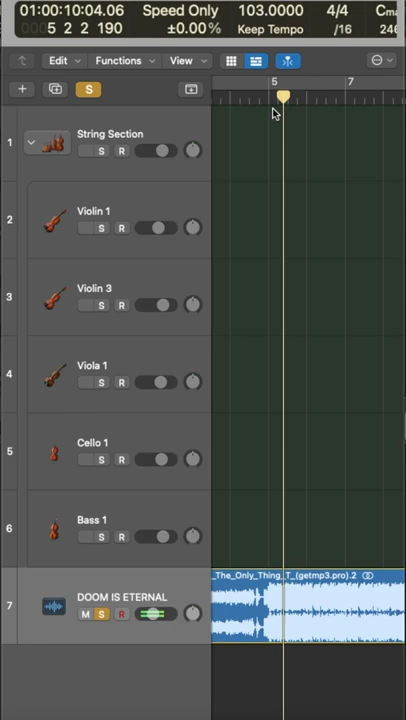 01:00:10:04.06 Speed Only 103.0000 4/4
0005 2 2 190 ±0.00% Keep Tempo /16
Edit Functions View
+ S
5 7
1 String Section
S R
2 Violin 1
S R
3 Violin 3
S R
4 Viola 1
S R
5 Cello 1
S R
6 Bass 1
S R
_The_Only_Thing_T_(getmp3.pro).2
7 DOOM IS ETERNAL
M S R